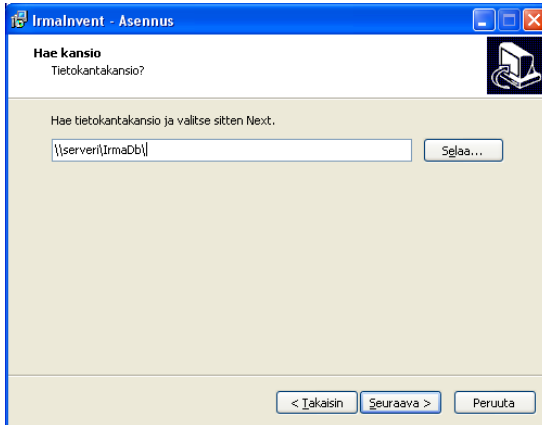 IrmaInvent - Asennus
Hae kansio
Tietokantakansio?
Hae tietokantakansio ja valitse sitten Next.
\\serveri\IrmaDb\
Selaa...
< Takaisin Seuraava > Peruuta